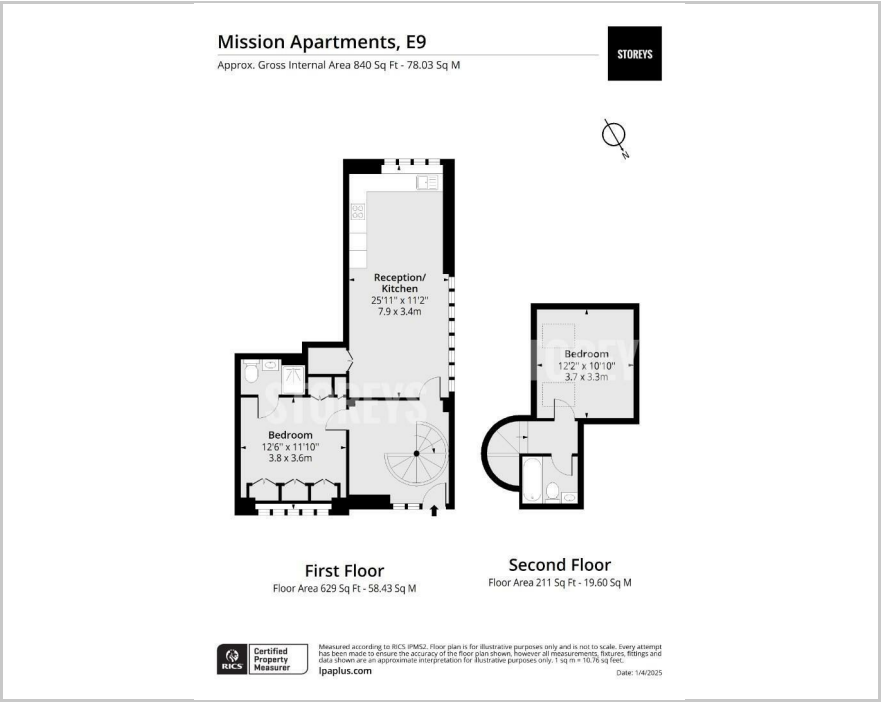 Mission Apartments, E9
Approx. Gross Internal Area 840 Sq Ft - 78.03 Sq M
STOREYS
N
Reception/
Kitchen
25'11" x 11'2"
7.9 x 3.4m
STOREYS
Bedroom
12'2" x 10'10"
3.7 x 3.3m
STOREYS
Bedroom
12'6" x 11'10"
3.8 x 3.6m
First Floor
Floor Area 629 Sq Ft - 58.43 Sq M
Second Floor
Floor Area 211 Sq Ft - 19.60 Sq M
RICS
Certified
Property
Measurer
Measured according to RICS IPMS2. Floor plan is for illustrative purposes only and is not to scale. Every attempt
has been made to ensure the accuracy of the floor plan shown, however all measurements, fixtures, fittings and
data shown are an approximate interpretation for illustrative purposes only. 1 sq m = 10.76 sq feet.
lpaplus.com
Date: 1/4/2025